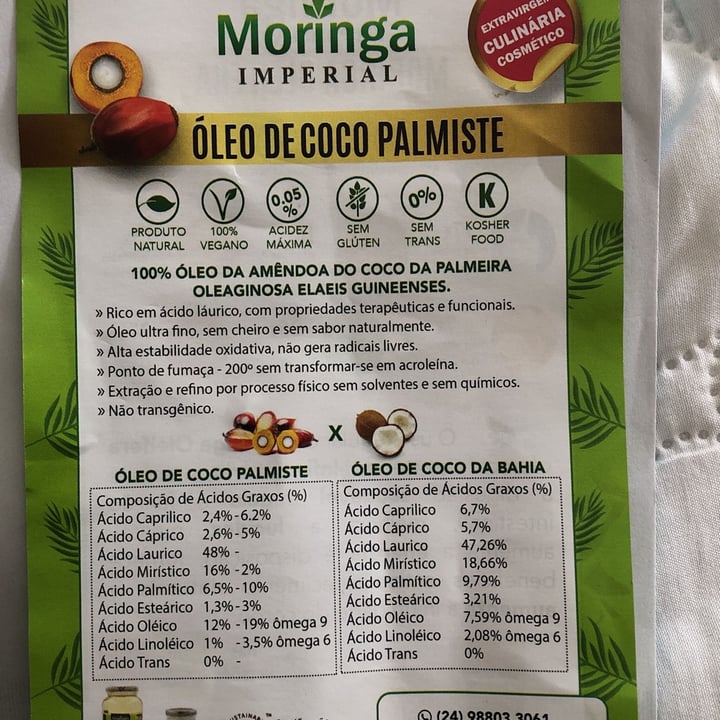 Moringa
IMPERIAL
EXTRAVIRGEM
CULINÁRIA
COSMÉTICO
ÓLEO DE COCO PALMISTE
0.05
%
0%
K
PRODUTO
NATURAL
100%
VEGANO
ACIDEZ
MÁXIMA
SEM
GLÚTEN
SEM
TRANS
KOSHER
FOOD
100% ÓLEO DA AMÊNDOA DO COCO DA PALMEIRA
OLEAGINOSA ELAEIS GUINEENSES.
» Rico em ácido láurico, com propriedades terapêuticas e funcionais.
» Óleo ultra fino, sem cheiro e sem sabor naturalmente.
» Alta estabilidade oxidativa, não gera radicais livres.
» Ponto de fumaça - 200º sem transformar-se em acroleína.
» Extração e refino por processo físico sem solventes e sem químicos.
» Não transgênico.
X
ÓLEO DE COCO PALMISTE
Composição de Ácidos Graxos (%)
Ácido Caprilico 2,4% - 6.2%
Ácido Cáprico 2,6% - 5%
Ácido Laurico 48% -
Ácido Mirístico 16% - 2%
Ácido Palmítico 6,5% - 10%
Ácido Esteárico 1,3% - 3%
Ácido Oléico 12% - 19% ômega 9
Ácido Linoléico 1% - 3,5% ômega 6
Ácido Trans 0% -
ÓLEO DE COCO DA BAHIA
Composição de Ácidos Graxos (%)
Ácido Caprilico 6,7%
Ácido Cáprico 5,7%
Ácido Laurico 47,26%
Ácido Mirístico 18,66%
Ácido Palmítico 9,79%
Ácido Esteárico 3,21%
Ácido Oléico 7,59% ômega 9
Ácido Linoléico 2,08% ômega 6
Ácido Trans 0%
(24) 98803 3061